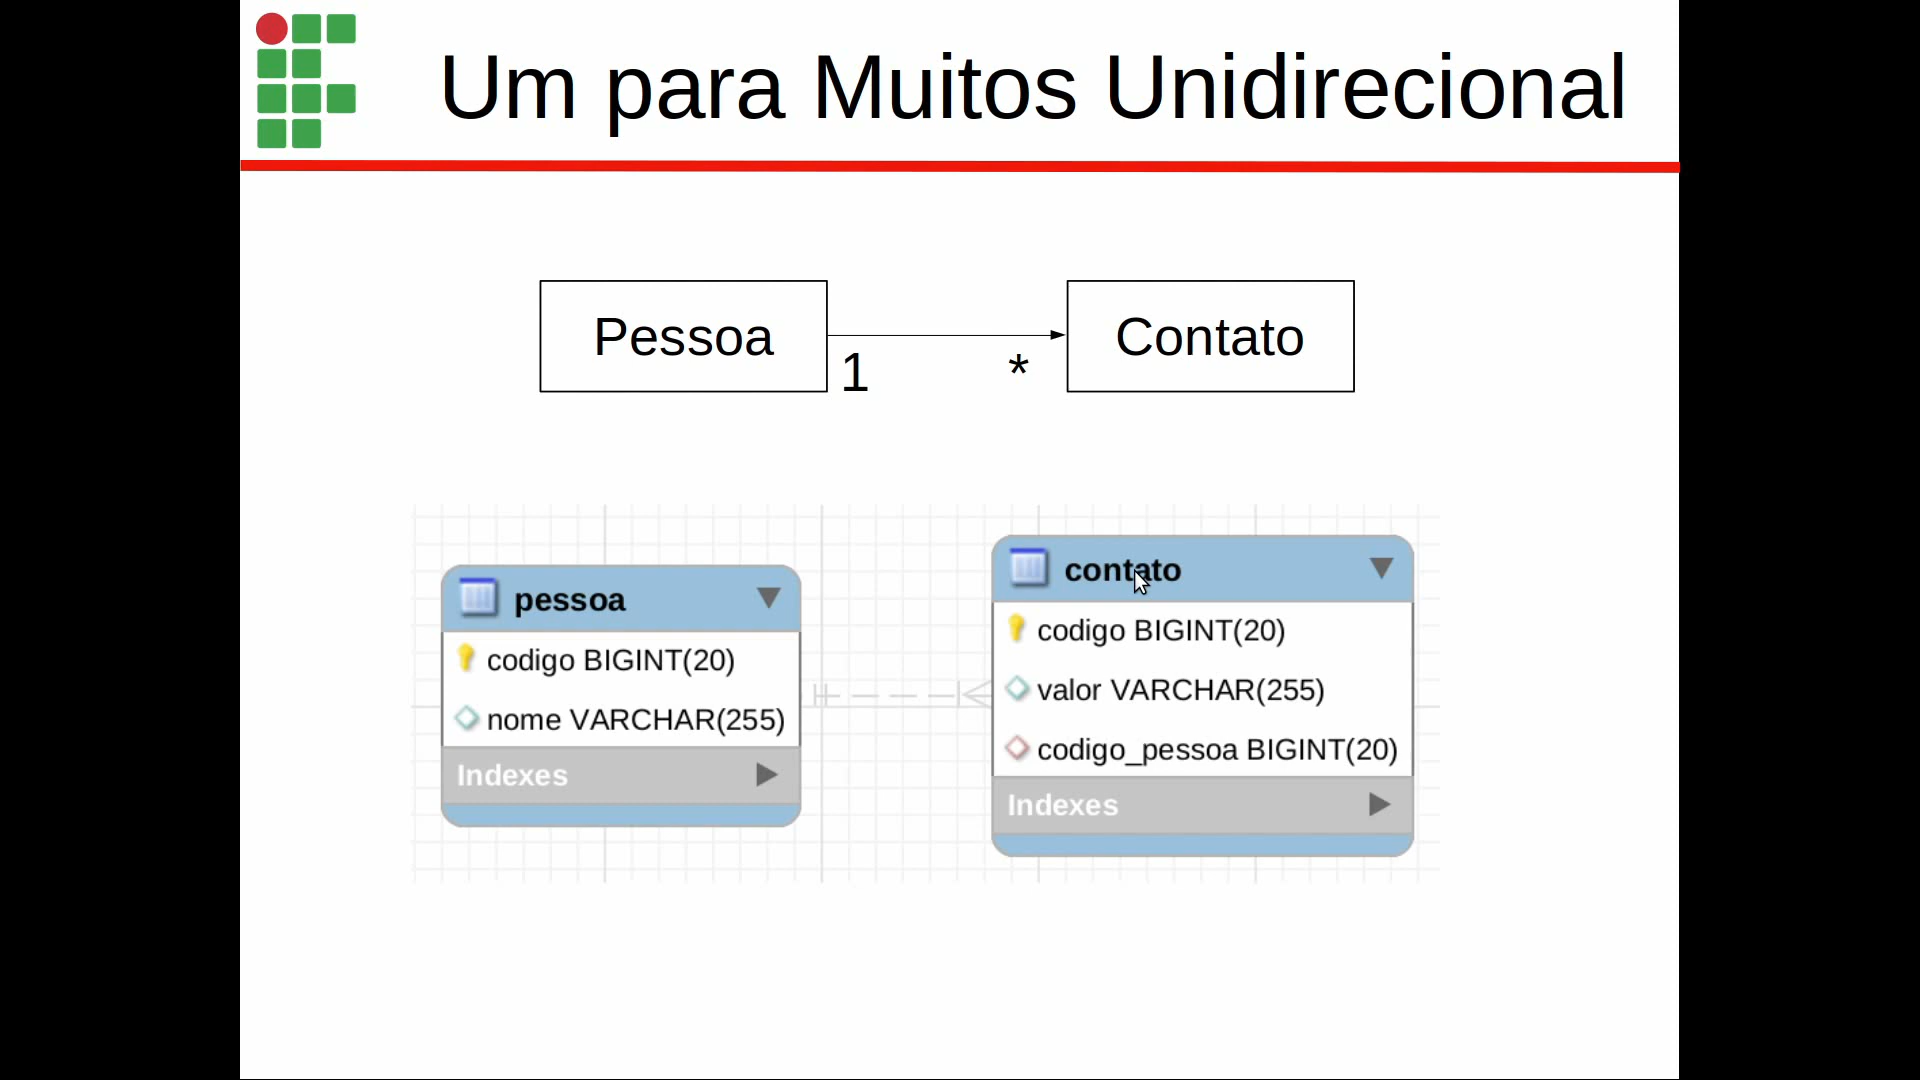 Um para Muitos Unidirecional
Pessoa
Contato
1
*
pessoa
codigo BIGINT(20)
nome VARCHAR(255)
Indexes
contato
codigo BIGINT(20)
valor VARCHAR(255)
codigo_pessoa BIGINT(20)
Indexes